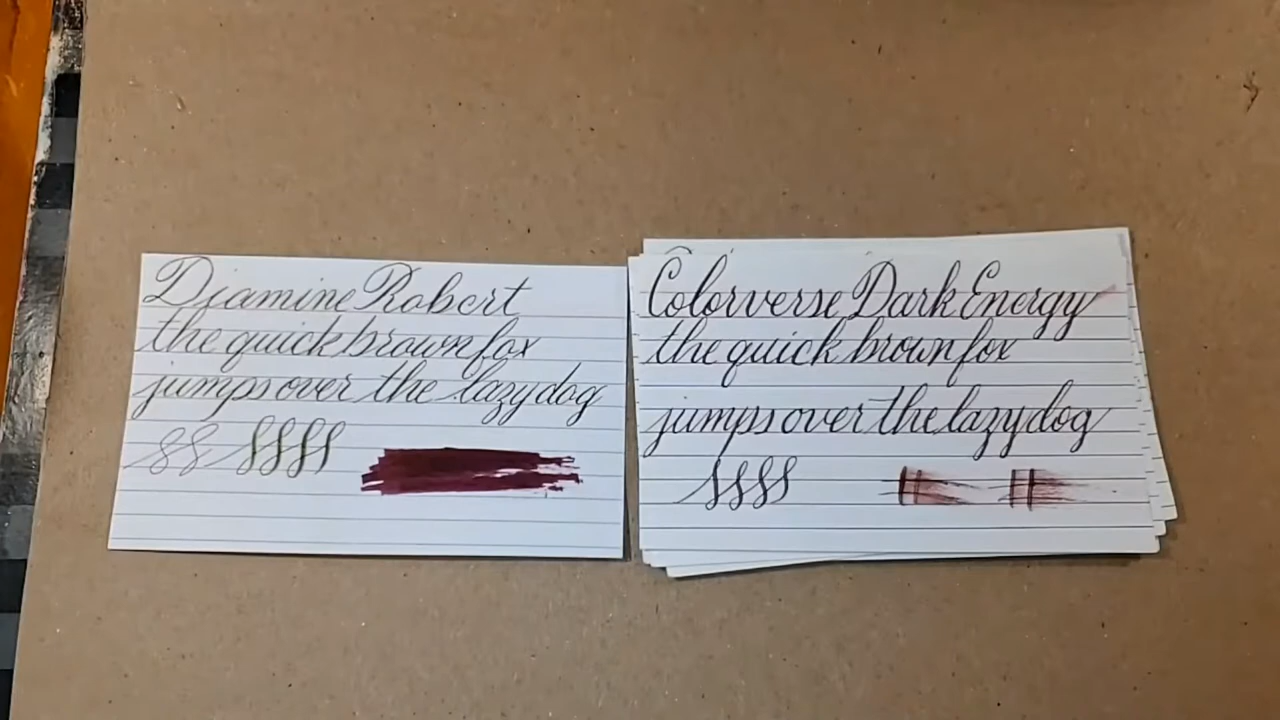 Diamine Robert
the quick brown fox
jumps over the lazy dog
Colorverse Dark Energy
the quick brown fox
jumps over the lazy dog